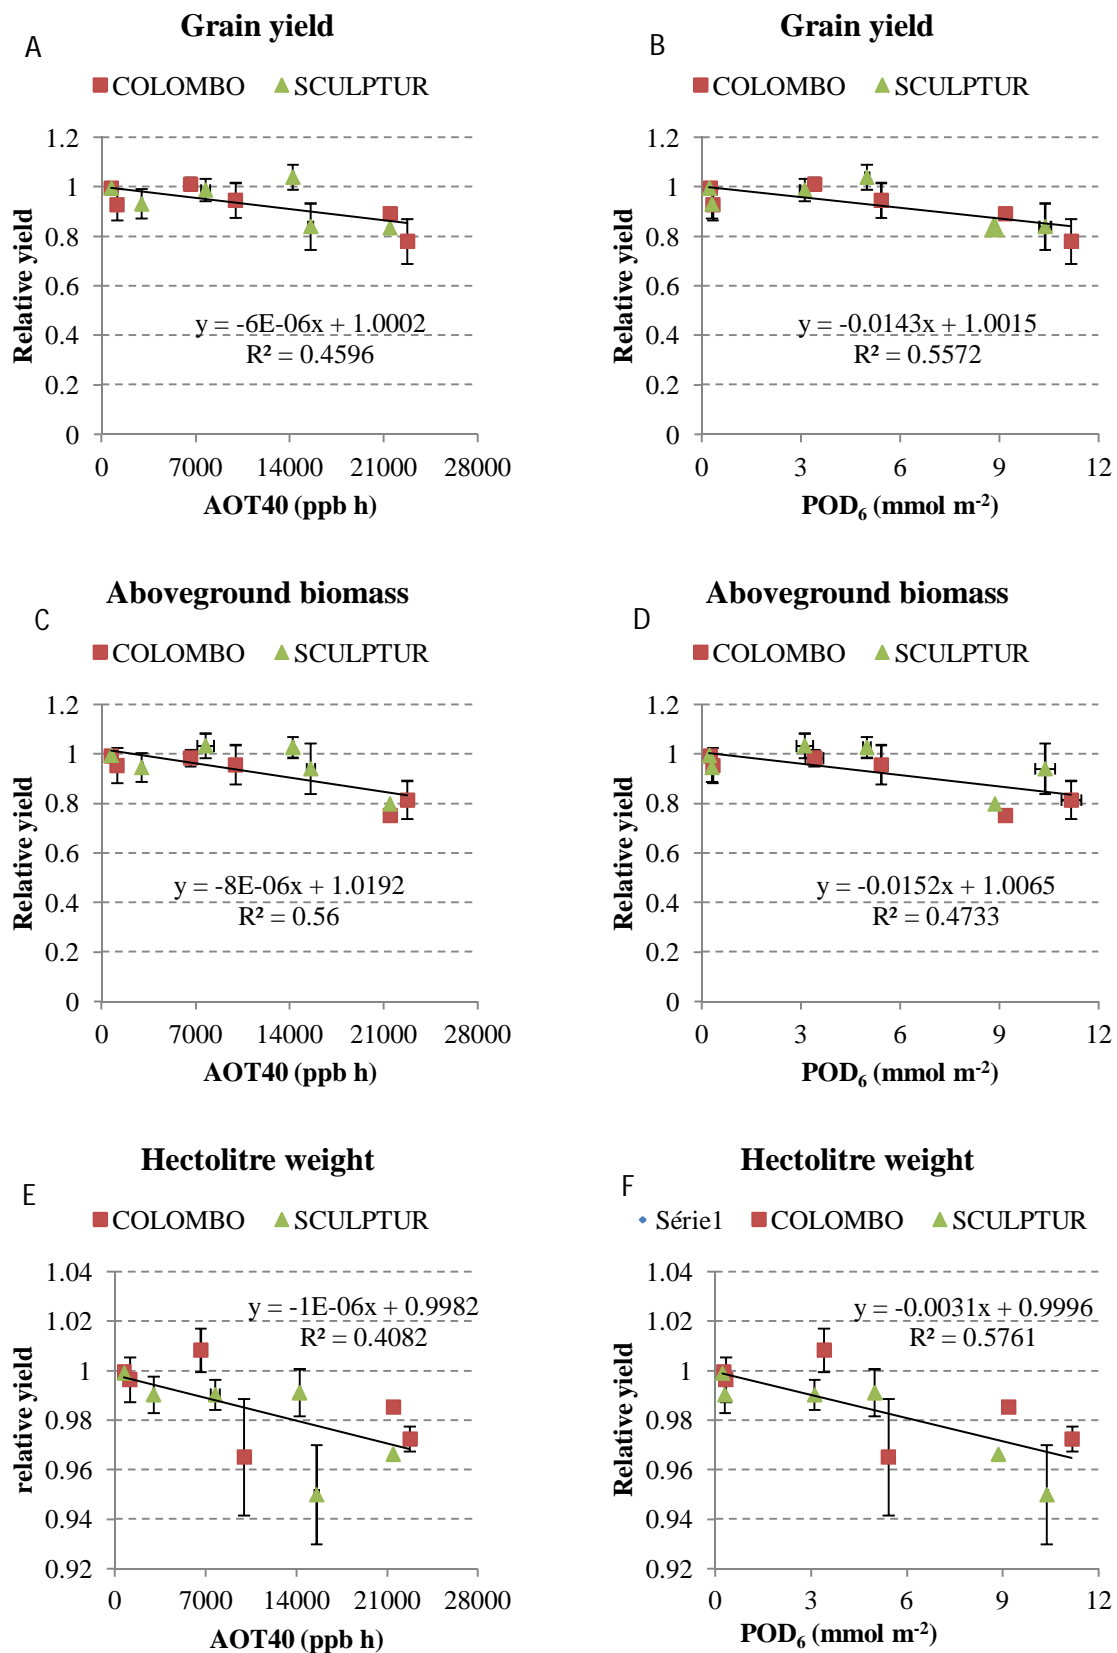 Grain yield
A
COLOMBO SCULPTUR
1.2
1
0.8
0.6
0.4
0.2
0
Relative yield
y = -6E-06x + 1.0002
R² = 0.4596
0 7000 14000 21000 28000
AOT40 (ppb h)
Grain yield
B
COLOMBO SCULPTUR
1.2
1
0.8
0.6
0.4
0.2
0
Relative yield
y = -0.0143x + 1.0015
R² = 0.5572
0 3 6 9 12
POD₆ (mmol m⁻²)
Aboveground biomass
C
COLOMBO SCULPTUR
1.2
1
0.8
0.6
0.4
0.2
0
Relative yield
y = -8E-06x + 1.0192
R² = 0.56
0 7000 14000 21000 28000
AOT40 (ppb h)
Aboveground biomass
D
COLOMBO SCULPTUR
1.2
1
0.8
0.6
0.4
0.2
0
Relative yield
y = -0.0152x + 1.0065
R² = 0.4733
0 3 6 9 12
POD₆ (mmol m⁻²)
Hectolitre weight
E
COLOMBO SCULPTUR
1.04
1.02
1
0.98
0.96
0.94
0.92
relative yield
y = -1E-06x + 0.9982
R² = 0.4082
0 7000 14000 21000 28000
AOT40 (ppb h)
Hectolitre weight
F
Série1 COLOMBO SCULPTUR
1.04
1.02
1
0.98
0.96
0.94
0.92
Relative yield
y = -0.0031x + 0.9996
R² = 0.5761
0 3 6 9 12
POD₆ (mmol m⁻²)